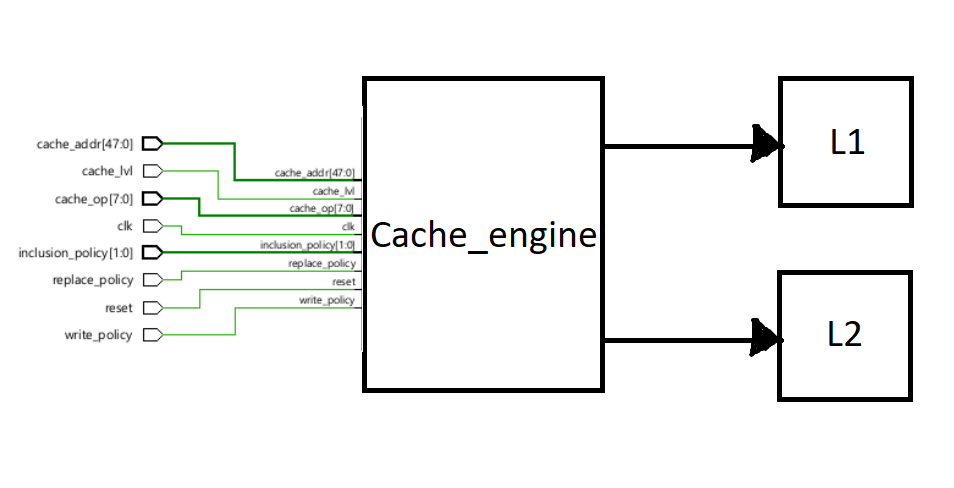 cache_addr[47:0]
cache_lvl
cache_op[7:0]
clk
inclusion_policy[1:0]
replace_policy
reset
write_policy
cache_addr[47:0]
cache_lvl
cache_op[7:0]
clk
inclusion_policy[1:0]
replace_policy
reset
write_policy
Cache_engine
L1
L2